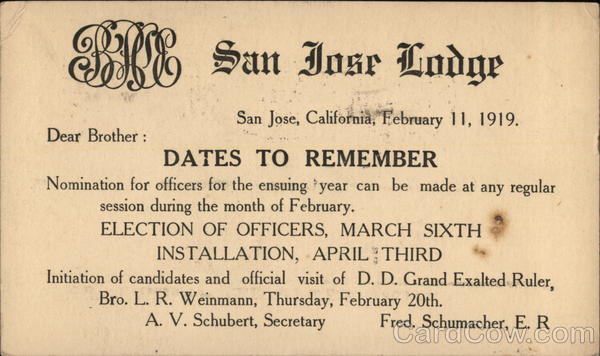 BPOE
San Jose Lodge
San Jose, California, February 11, 1919.
Dear Brother :
DATES TO REMEMBER
Nomination for officers for the ensuing year can be made at any regular
session during the month of February.
ELECTION OF OFFICERS, MARCH SIXTH
INSTALLATION, APRIL THIRD
Initiation of candidates and official visit of D. D. Grand Exalted Ruler,
Bro. L. R. Weinmann, Thursday, February 20th.
A. V. Schubert, Secretary Fred. Schumacher, E. R
CardCow.com